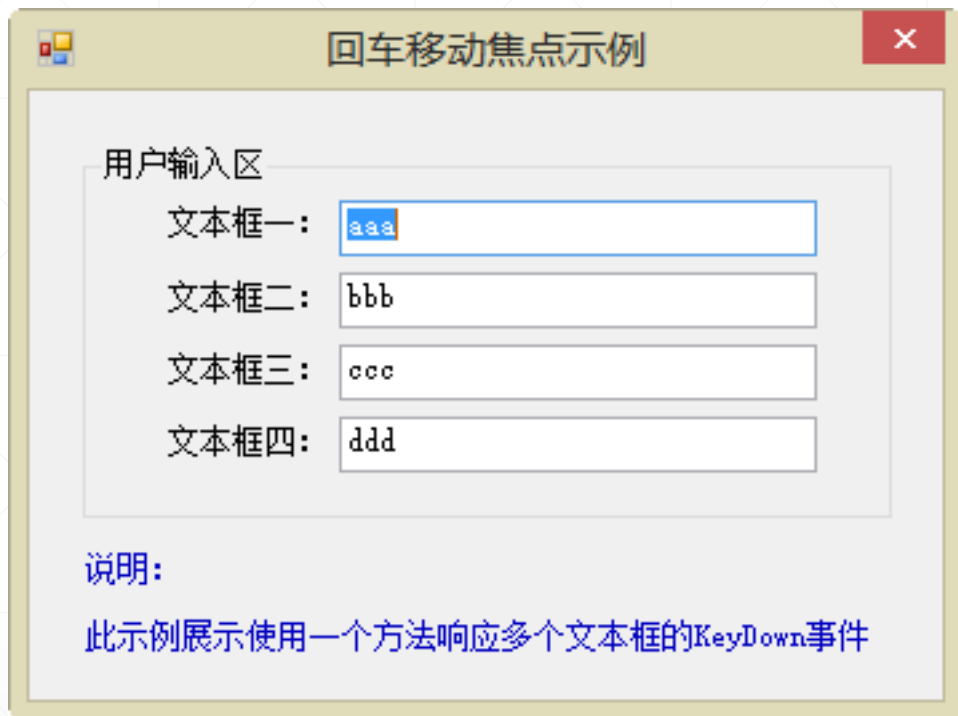 回车移动焦点示例
用户输入区
文本框一: aaa
文本框二: bbb
文本框三: ccc
文本框四: ddd
说明:
此示例展示使用一个方法响应多个文本框的KeyDown事件